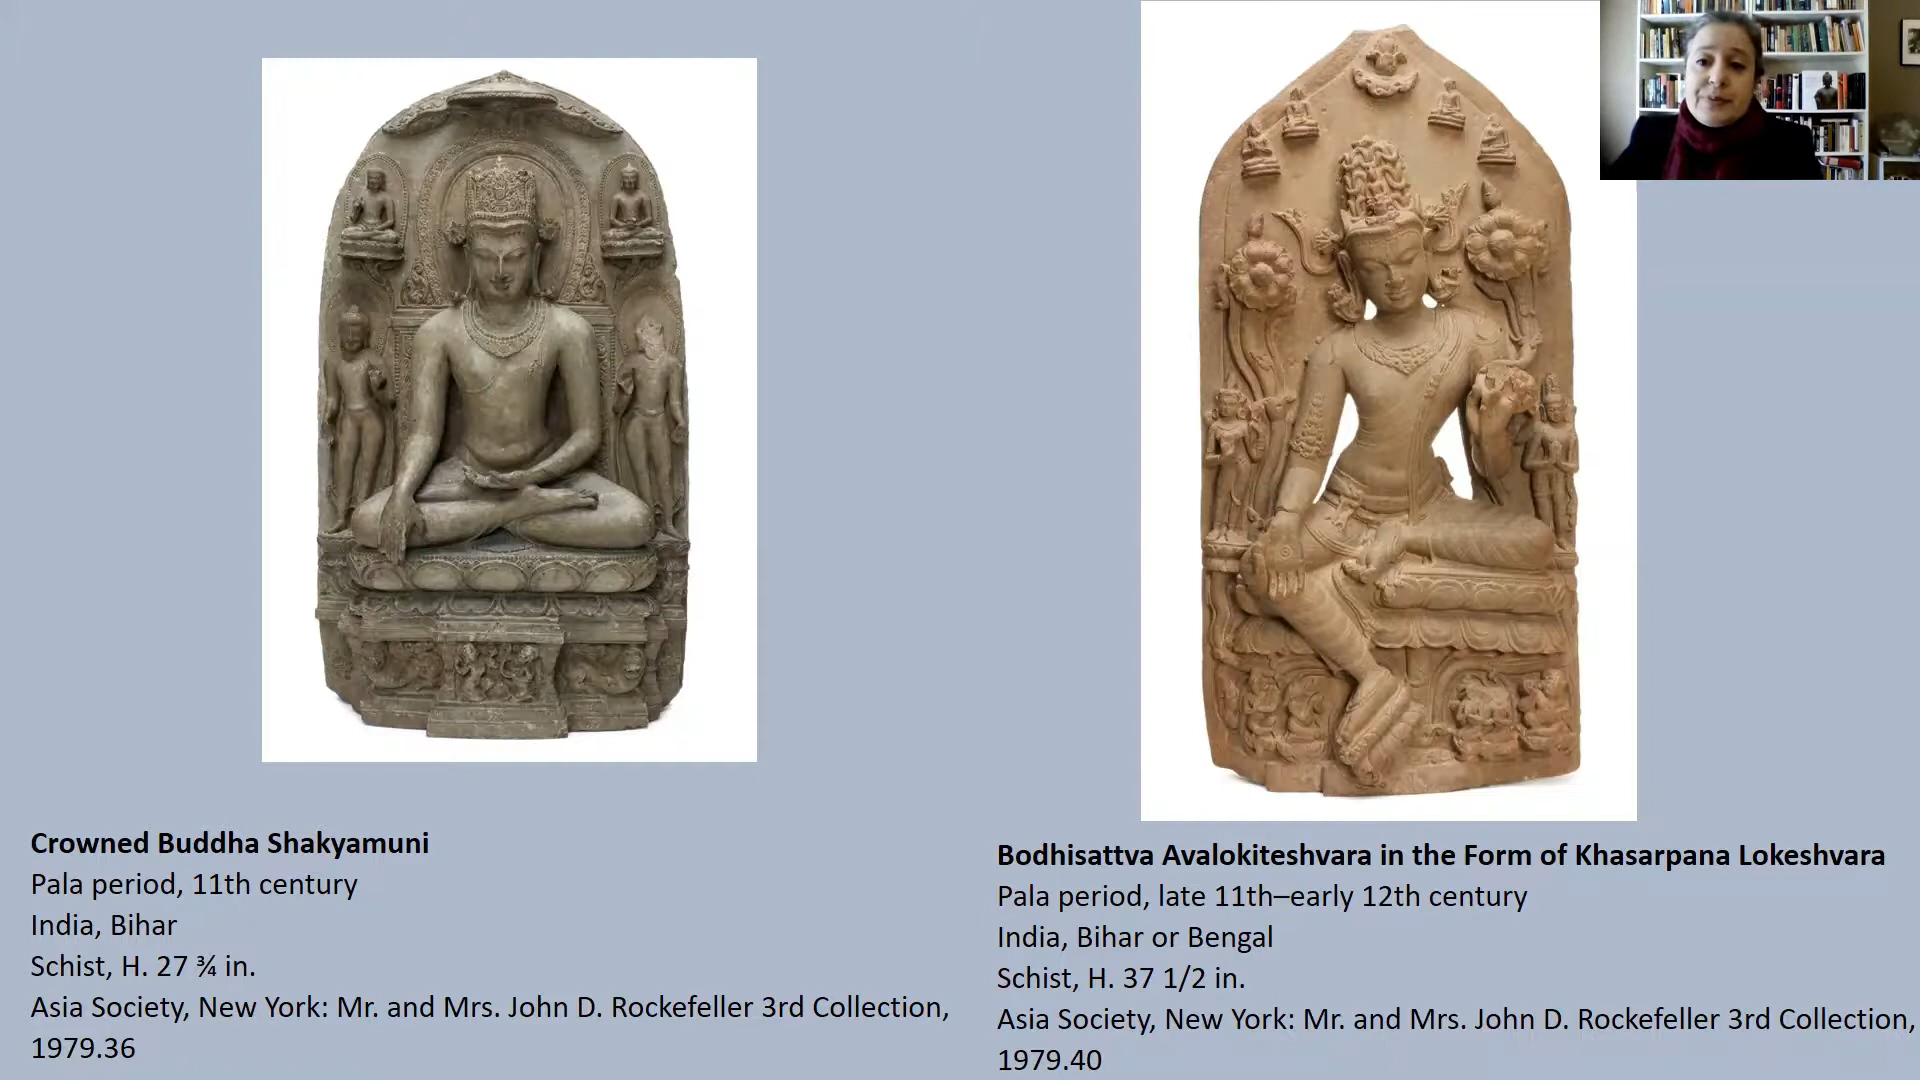 Crowned Buddha Shakyamuni
Pala period, 11th century
India, Bihar
Schist, H. 27 ¾ in.
Asia Society, New York: Mr. and Mrs. John D. Rockefeller 3rd Collection,
1979.36
Bodhisattva Avalokiteshvara in the Form of Khasarpana Lokeshvara
Pala period, late 11th–early 12th century
India, Bihar or Bengal
Schist, H. 37 1/2 in.
Asia Society, New York: Mr. and Mrs. John D. Rockefeller 3rd Collection,
1979.40